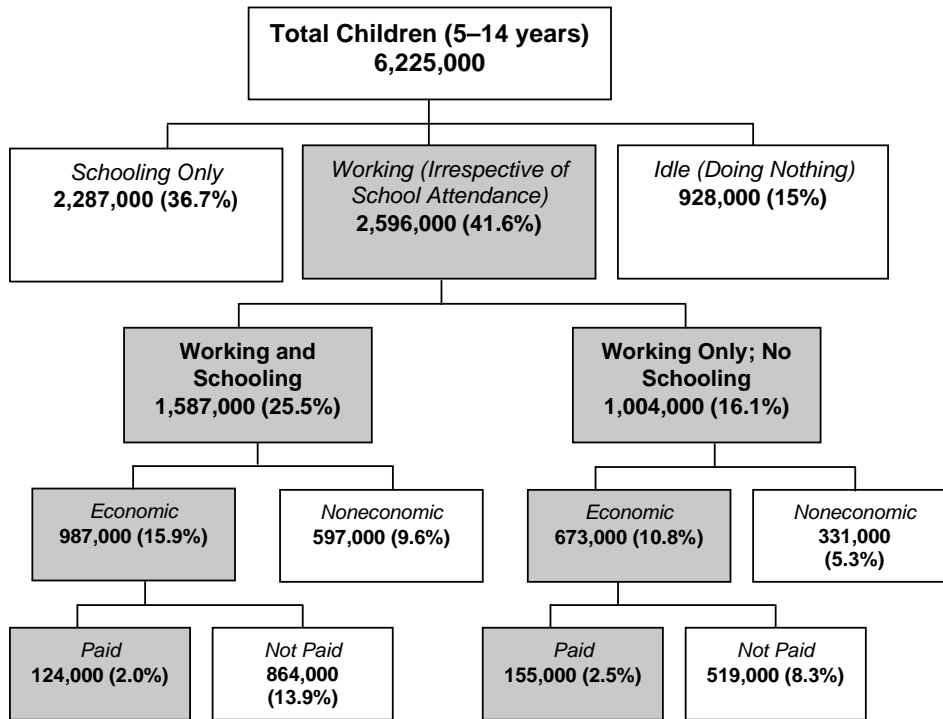 Total Children (5–14 years)
6,225,000
Schooling Only
2,287,000 (36.7%)
Working (Irrespective of
School Attendance)
2,596,000 (41.6%)
Idle (Doing Nothing)
928,000 (15%)
Working and
Schooling
1,587,000 (25.5%)
Working Only; No
Schooling
1,004,000 (16.1%)
Economic
987,000 (15.9%)
Noneconomic
597,000 (9.6%)
Economic
673,000 (10.8%)
Noneconomic
331,000
(5.3%)
Paid
124,000 (2.0%)
Not Paid
864,000
(13.9%)
Paid
155,000 (2.5%)
Not Paid
519,000 (8.3%)